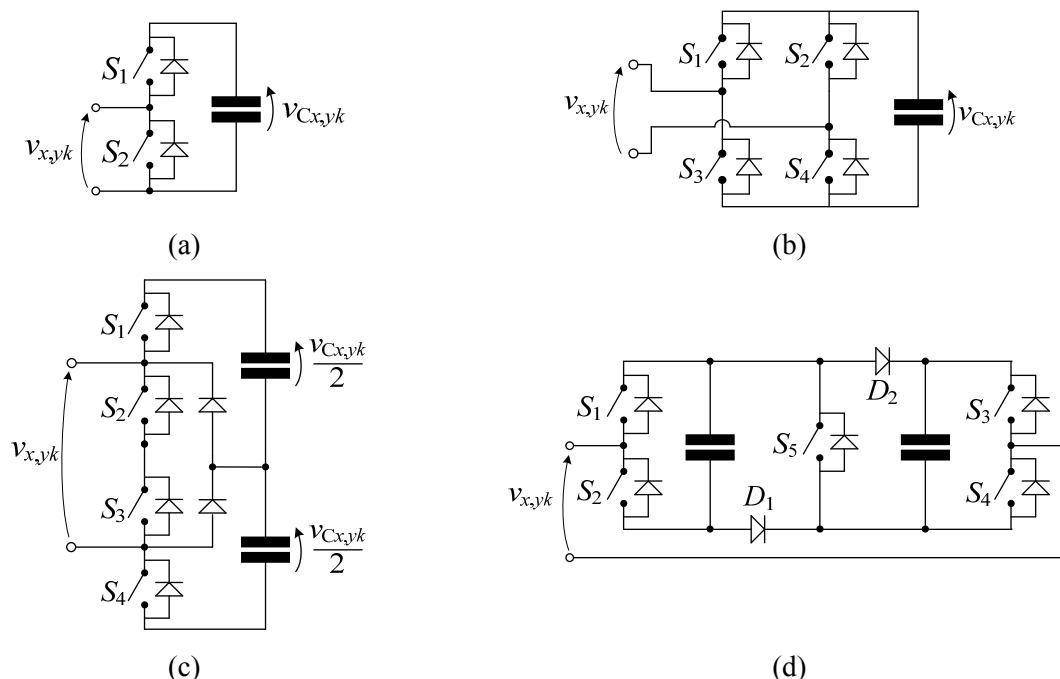 S1
S2
vx,yk
vCx,yk
(a)
S1
S2
vx,yk
S3
S4
vCx,yk
(b)
S1
S2
vx,yk
S3
S4
vCx,yk
2
vCx,yk
2
(c)
S1
S2
vx,yk
D1
S5
D2
S3
S4
(d)